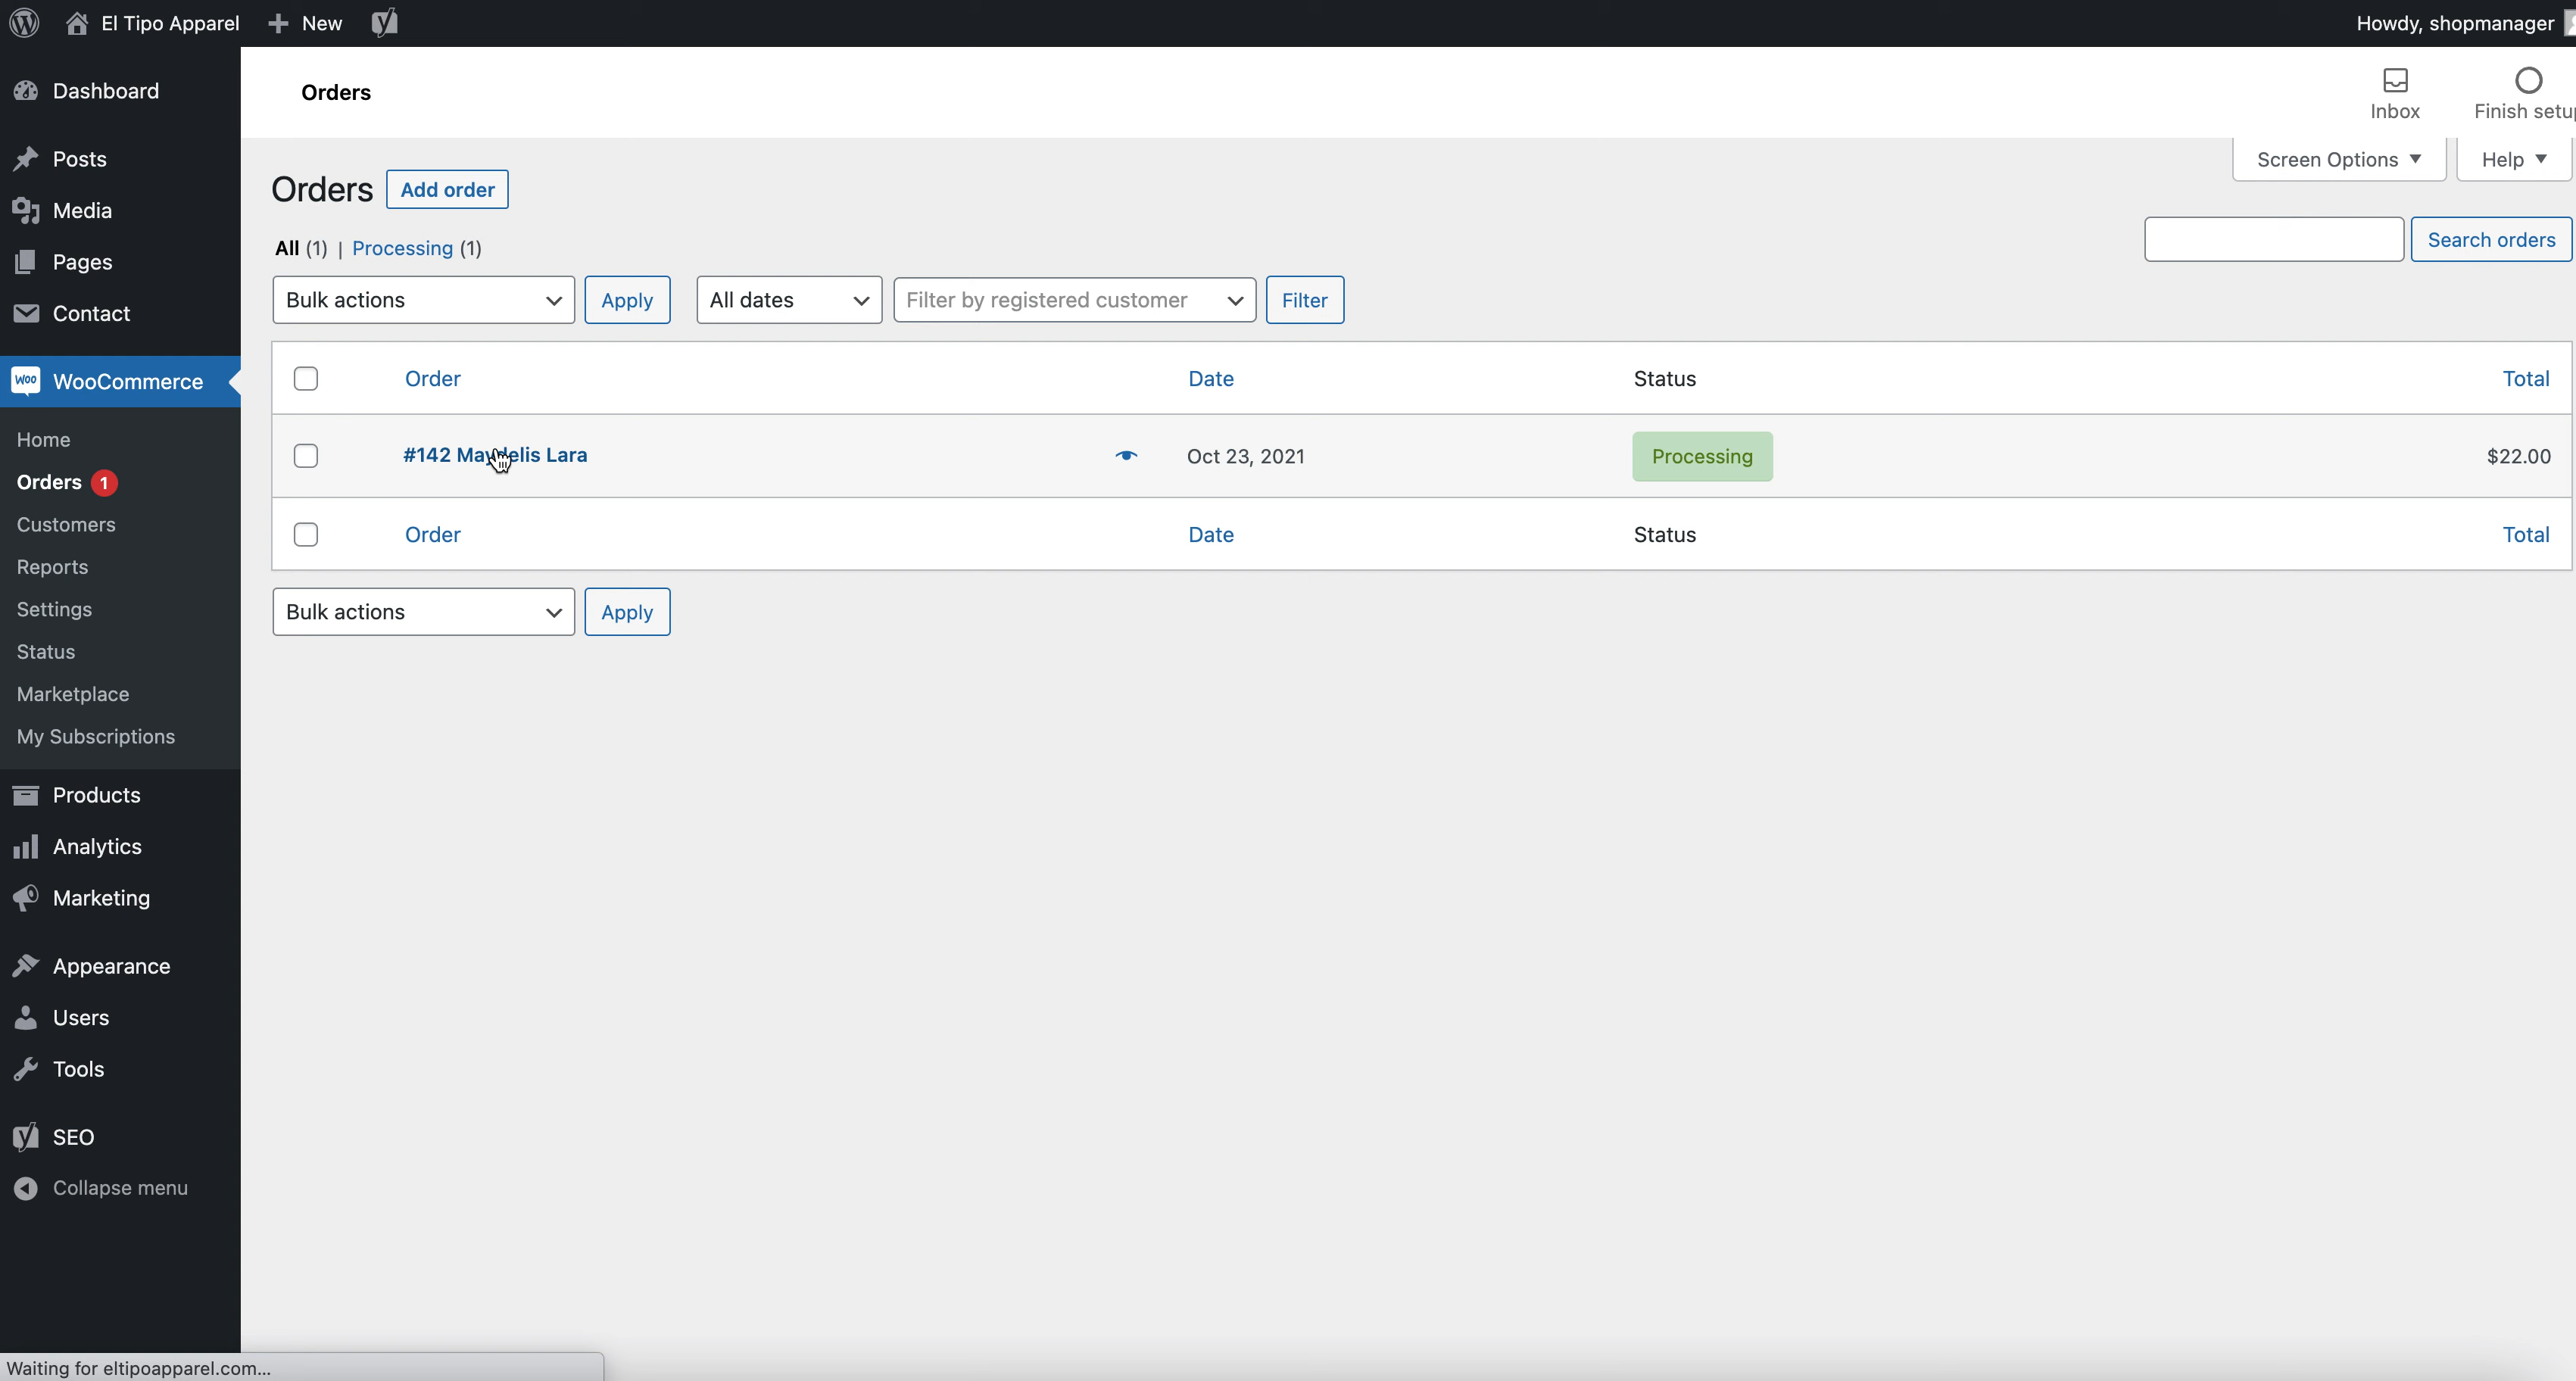 El Tipo Apparel
New
Howdy, shopmanager
Dashboard
Posts
Media
Pages
Contact
WooCommerce
Home
Orders 1
Customers
Reports
Settings
Status
Marketplace
My Subscriptions
Products
Analytics
Marketing
Appearance
Users
Tools
SEO
Collapse menu
Orders
Inbox
Finish setup
Screen Options
Help
Orders
Add order
All (1) | Processing (1)
Search orders
Bulk actions
Apply
All dates
Filter by registered customer
Filter
Order Date Status Total
#142 Maydelis Lara Oct 23, 2021 Processing $22.00
Order Date Status Total
Bulk actions
Apply
Waiting for eltipoapparel.com...